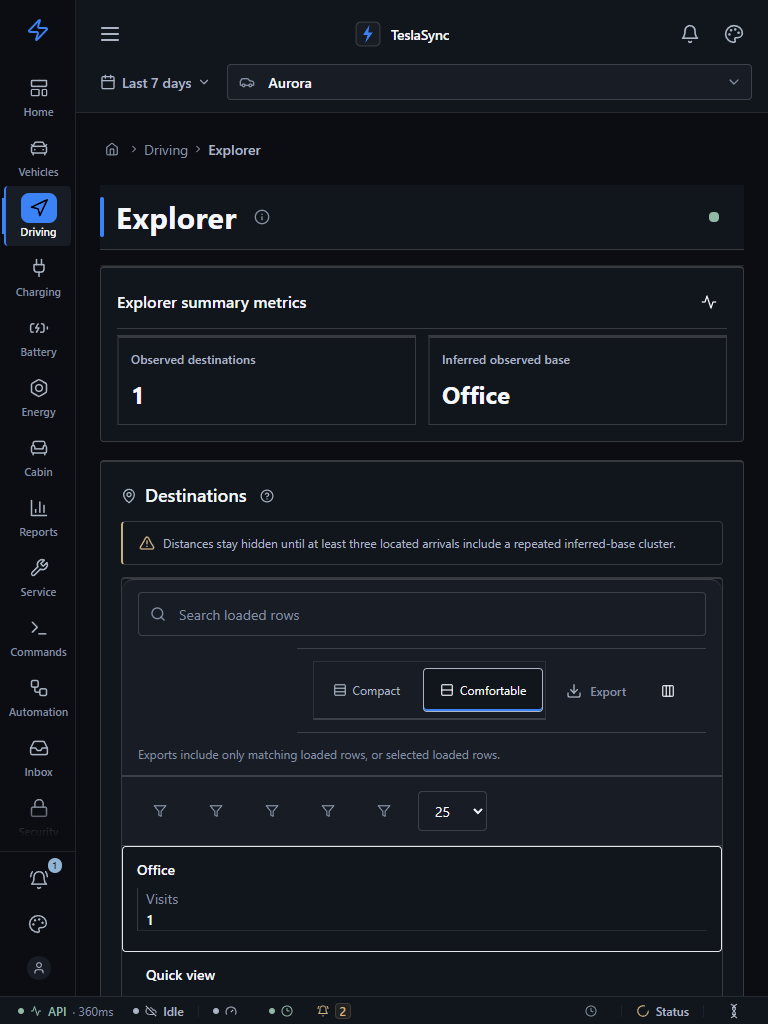 TeslaSync
Last 7 days
Aurora
Home
Vehicles
Driving
Charging
Battery
Energy
Cabin
Reports
Service
Commands
Automation
Inbox
Security
1
Driving
Explorer
Explorer
Explorer summary metrics
Observed destinations
1
Inferred observed base
Office
Destinations
Distances stay hidden until at least three located arrivals include a repeated inferred-base cluster.
Search loaded rows
Compact
Comfortable
Export
Exports include only matching loaded rows, or selected loaded rows.
25
Office
Visits
1
Quick view
API · 360ms
Idle
2
Status